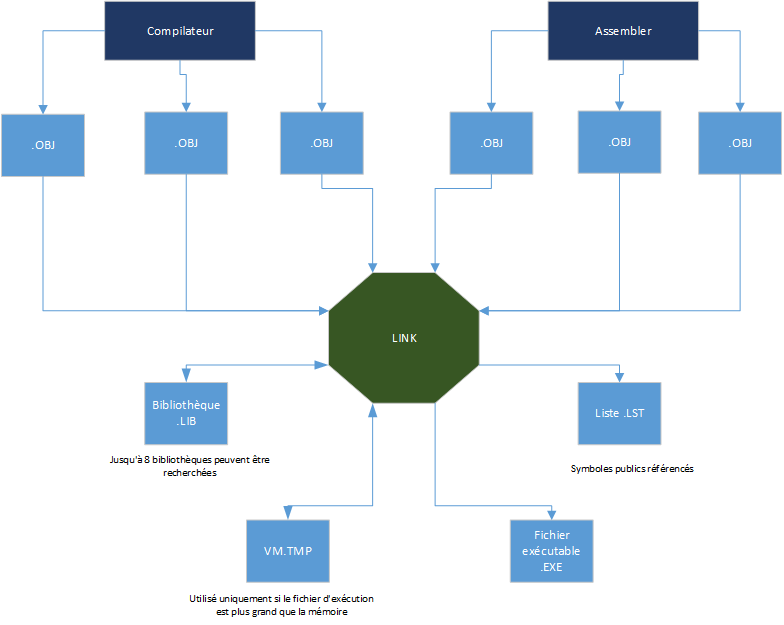 Compilateur
Assembler
.OBJ
.OBJ
.OBJ
.OBJ
.OBJ
.OBJ
LINK
Bibliothèque
.LIB
Liste .LST
Jusqu'à 8 bibliothèques peuvent être
recherchées
Symboles publics référencés
VM.TMP
Fichier
exécutable
.EXE
Utilisé uniquement si le fichier d'exécution
est plus grand que la mémoire